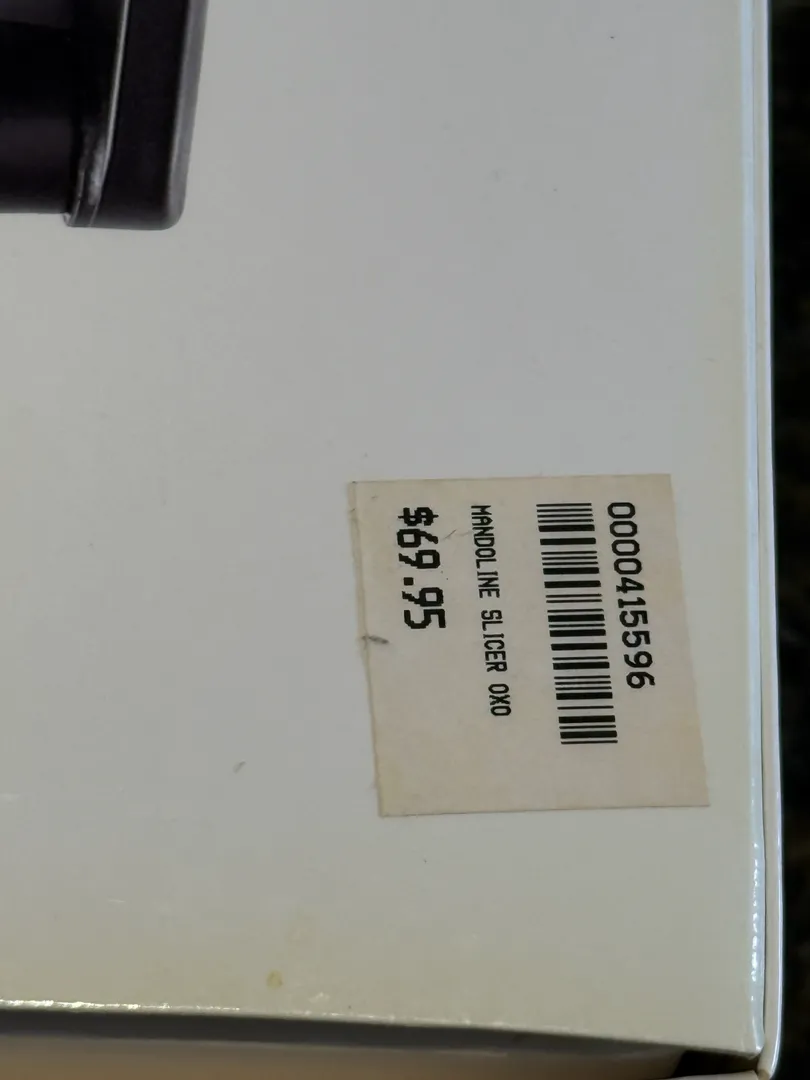 0000415596
MANDOLINE SLICER OXO
$69.95